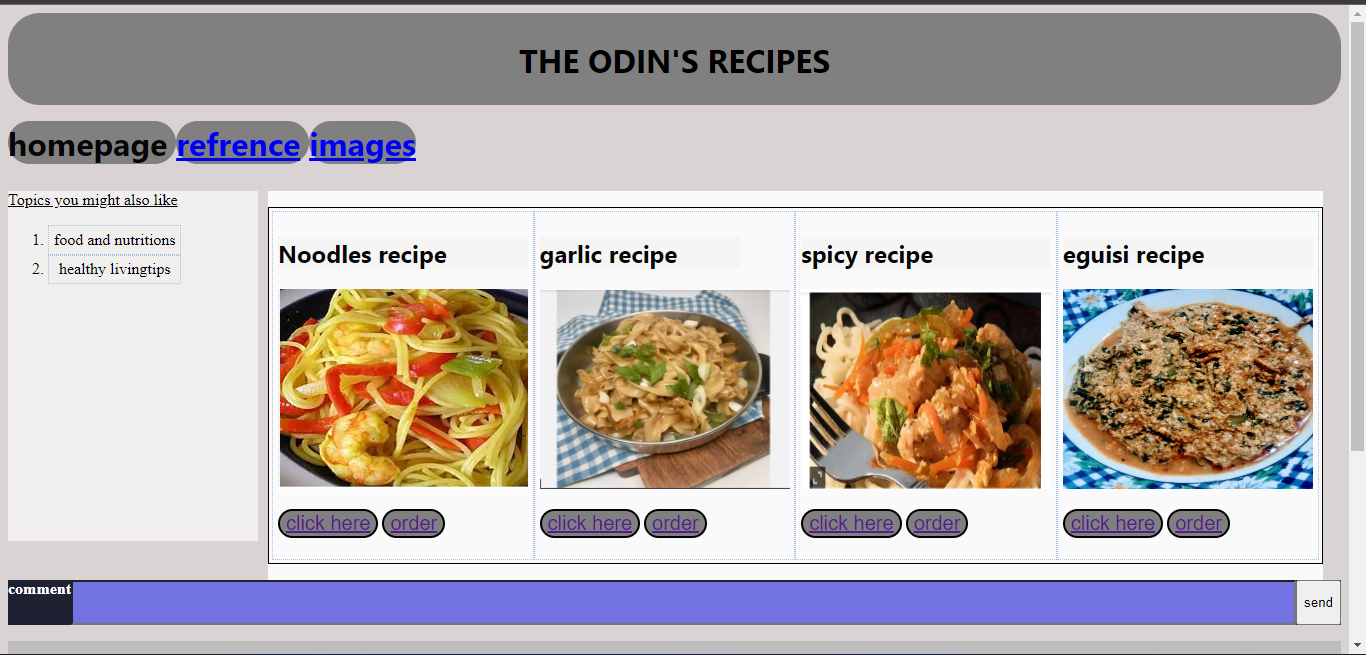 THE ODIN'S RECIPES
homepage refrence images
Topics you might also like
1. food and nutritions
2. healthy livingtips
Noodles recipe garlic recipe spicy recipe eguisi recipe
click here order click here order click here order click here order
comment send